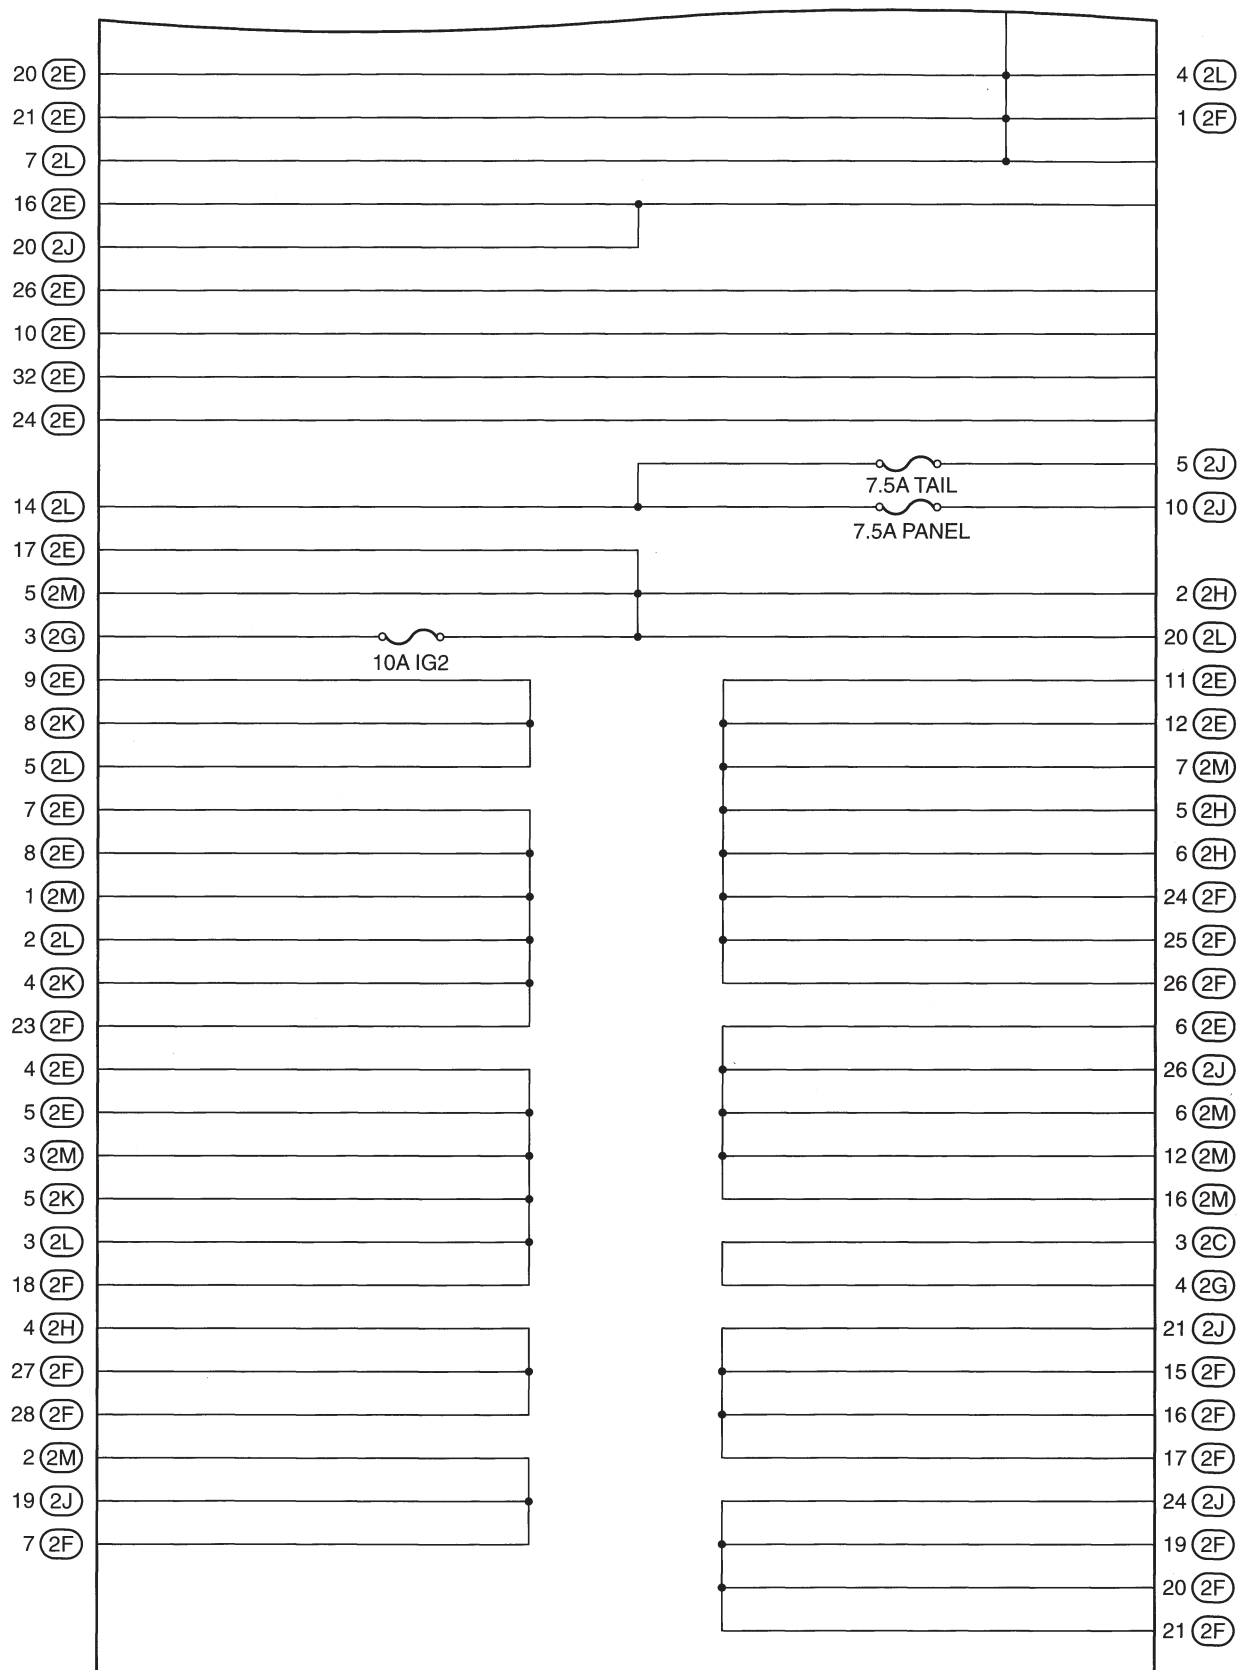 20 2E 4 2L
21 2E 1 2F
7 2L
16 2E
20 2J
26 2E
10 2E
32 2E
24 2E
5 2J
7.5A TAIL
14 2L 10 2J
7.5A PANEL
17 2E
5 2M 2 2H
3 2G 20 2L
10A IG2
9 2E 11 2E
8 2K 12 2E
5 2L 7 2M
7 2E 5 2H
8 2E 6 2H
1 2M 24 2F
2 2L 25 2F
4 2K 26 2F
23 2F 6 2E
4 2E 26 2J
5 2E 6 2M
3 2M 12 2M
5 2K 16 2M
3 2L 3 2C
18 2F 4 2G
4 2H 21 2J
27 2F 15 2F
28 2F 16 2F
2 2M 17 2F
19 2J 24 2J
7 2F 19 2F
20 2F
21 2F